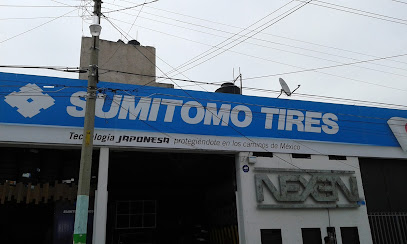 SUMITOMO TIRES
Tecnología JAPONESA protegiéndote en los caminos de México
NEXEN